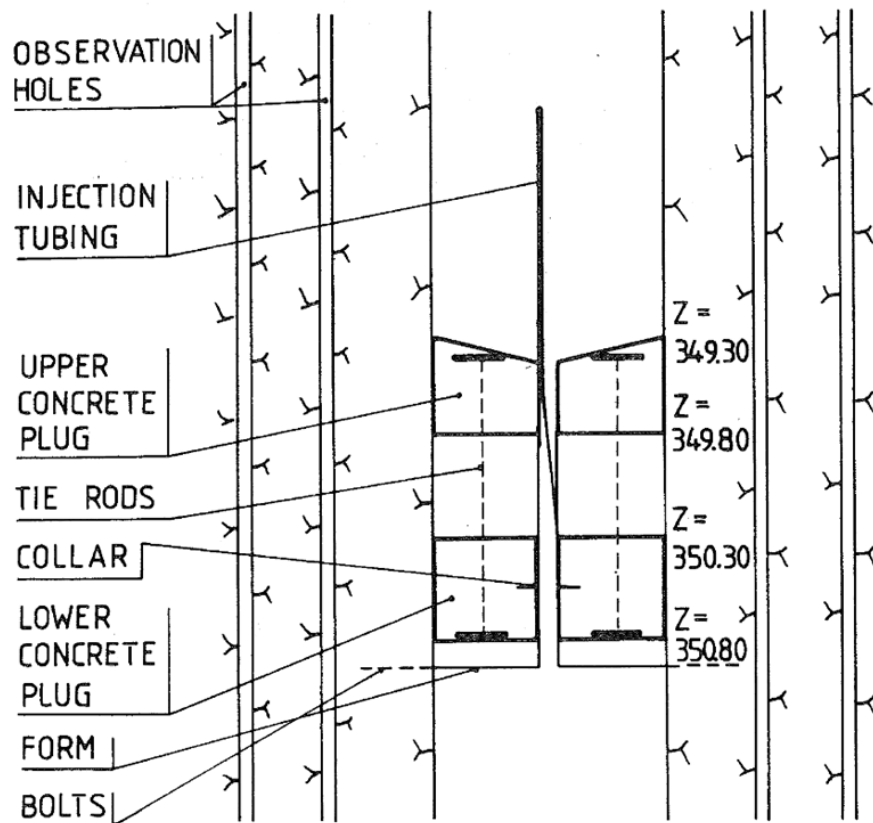 OBSERVATION
HOLES
INJECTION
TUBING
UPPER
CONCRETE
PLUG
TIE RODS
COLLAR
LOWER
CONCRETE
PLUG
FORM
BOLTS
Z =
349.30
Z =
349.80
Z =
350.30
Z =
350.80